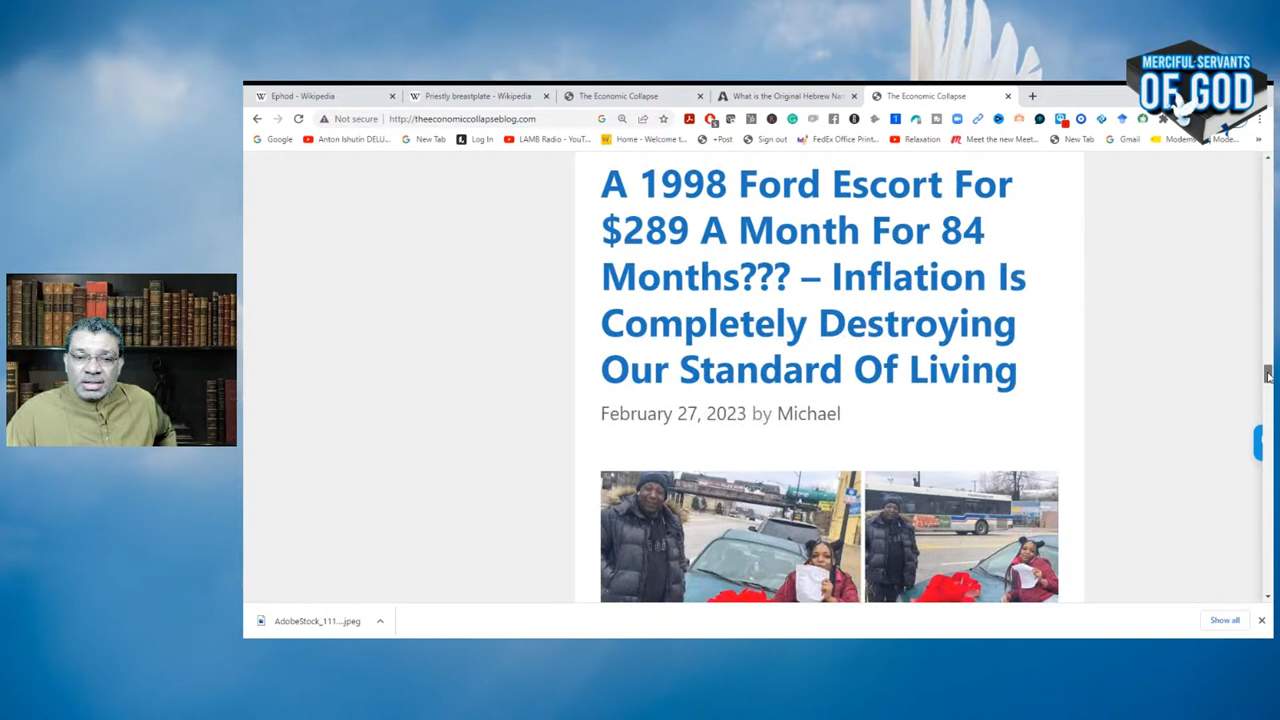 MERCIFUL SERVANTS
OF GOD
Ephod - Wikipedia
Priestly breastplate - Wikipedia
The Economic Collapse
What is the Original Hebrew Na
The Economic Collapse
Not secure
http://theeconomiccollapseblog.com
Google
Anton Ishutin DELU...
New Tab
Log In
LAMB Radio - YouT...
Home - Welcome t...
+Post
Sign out
FedEx Office Print...
Relaxation
Meet the new Meet...
New Tab
Gmail
Modem
Mode...
A 1998 Ford Escort For
$289 A Month For 84
Months??? – Inflation Is
Completely Destroying
Our Standard Of Living
February 27, 2023 by Michael
AdobeStock_111....jpeg
Show all